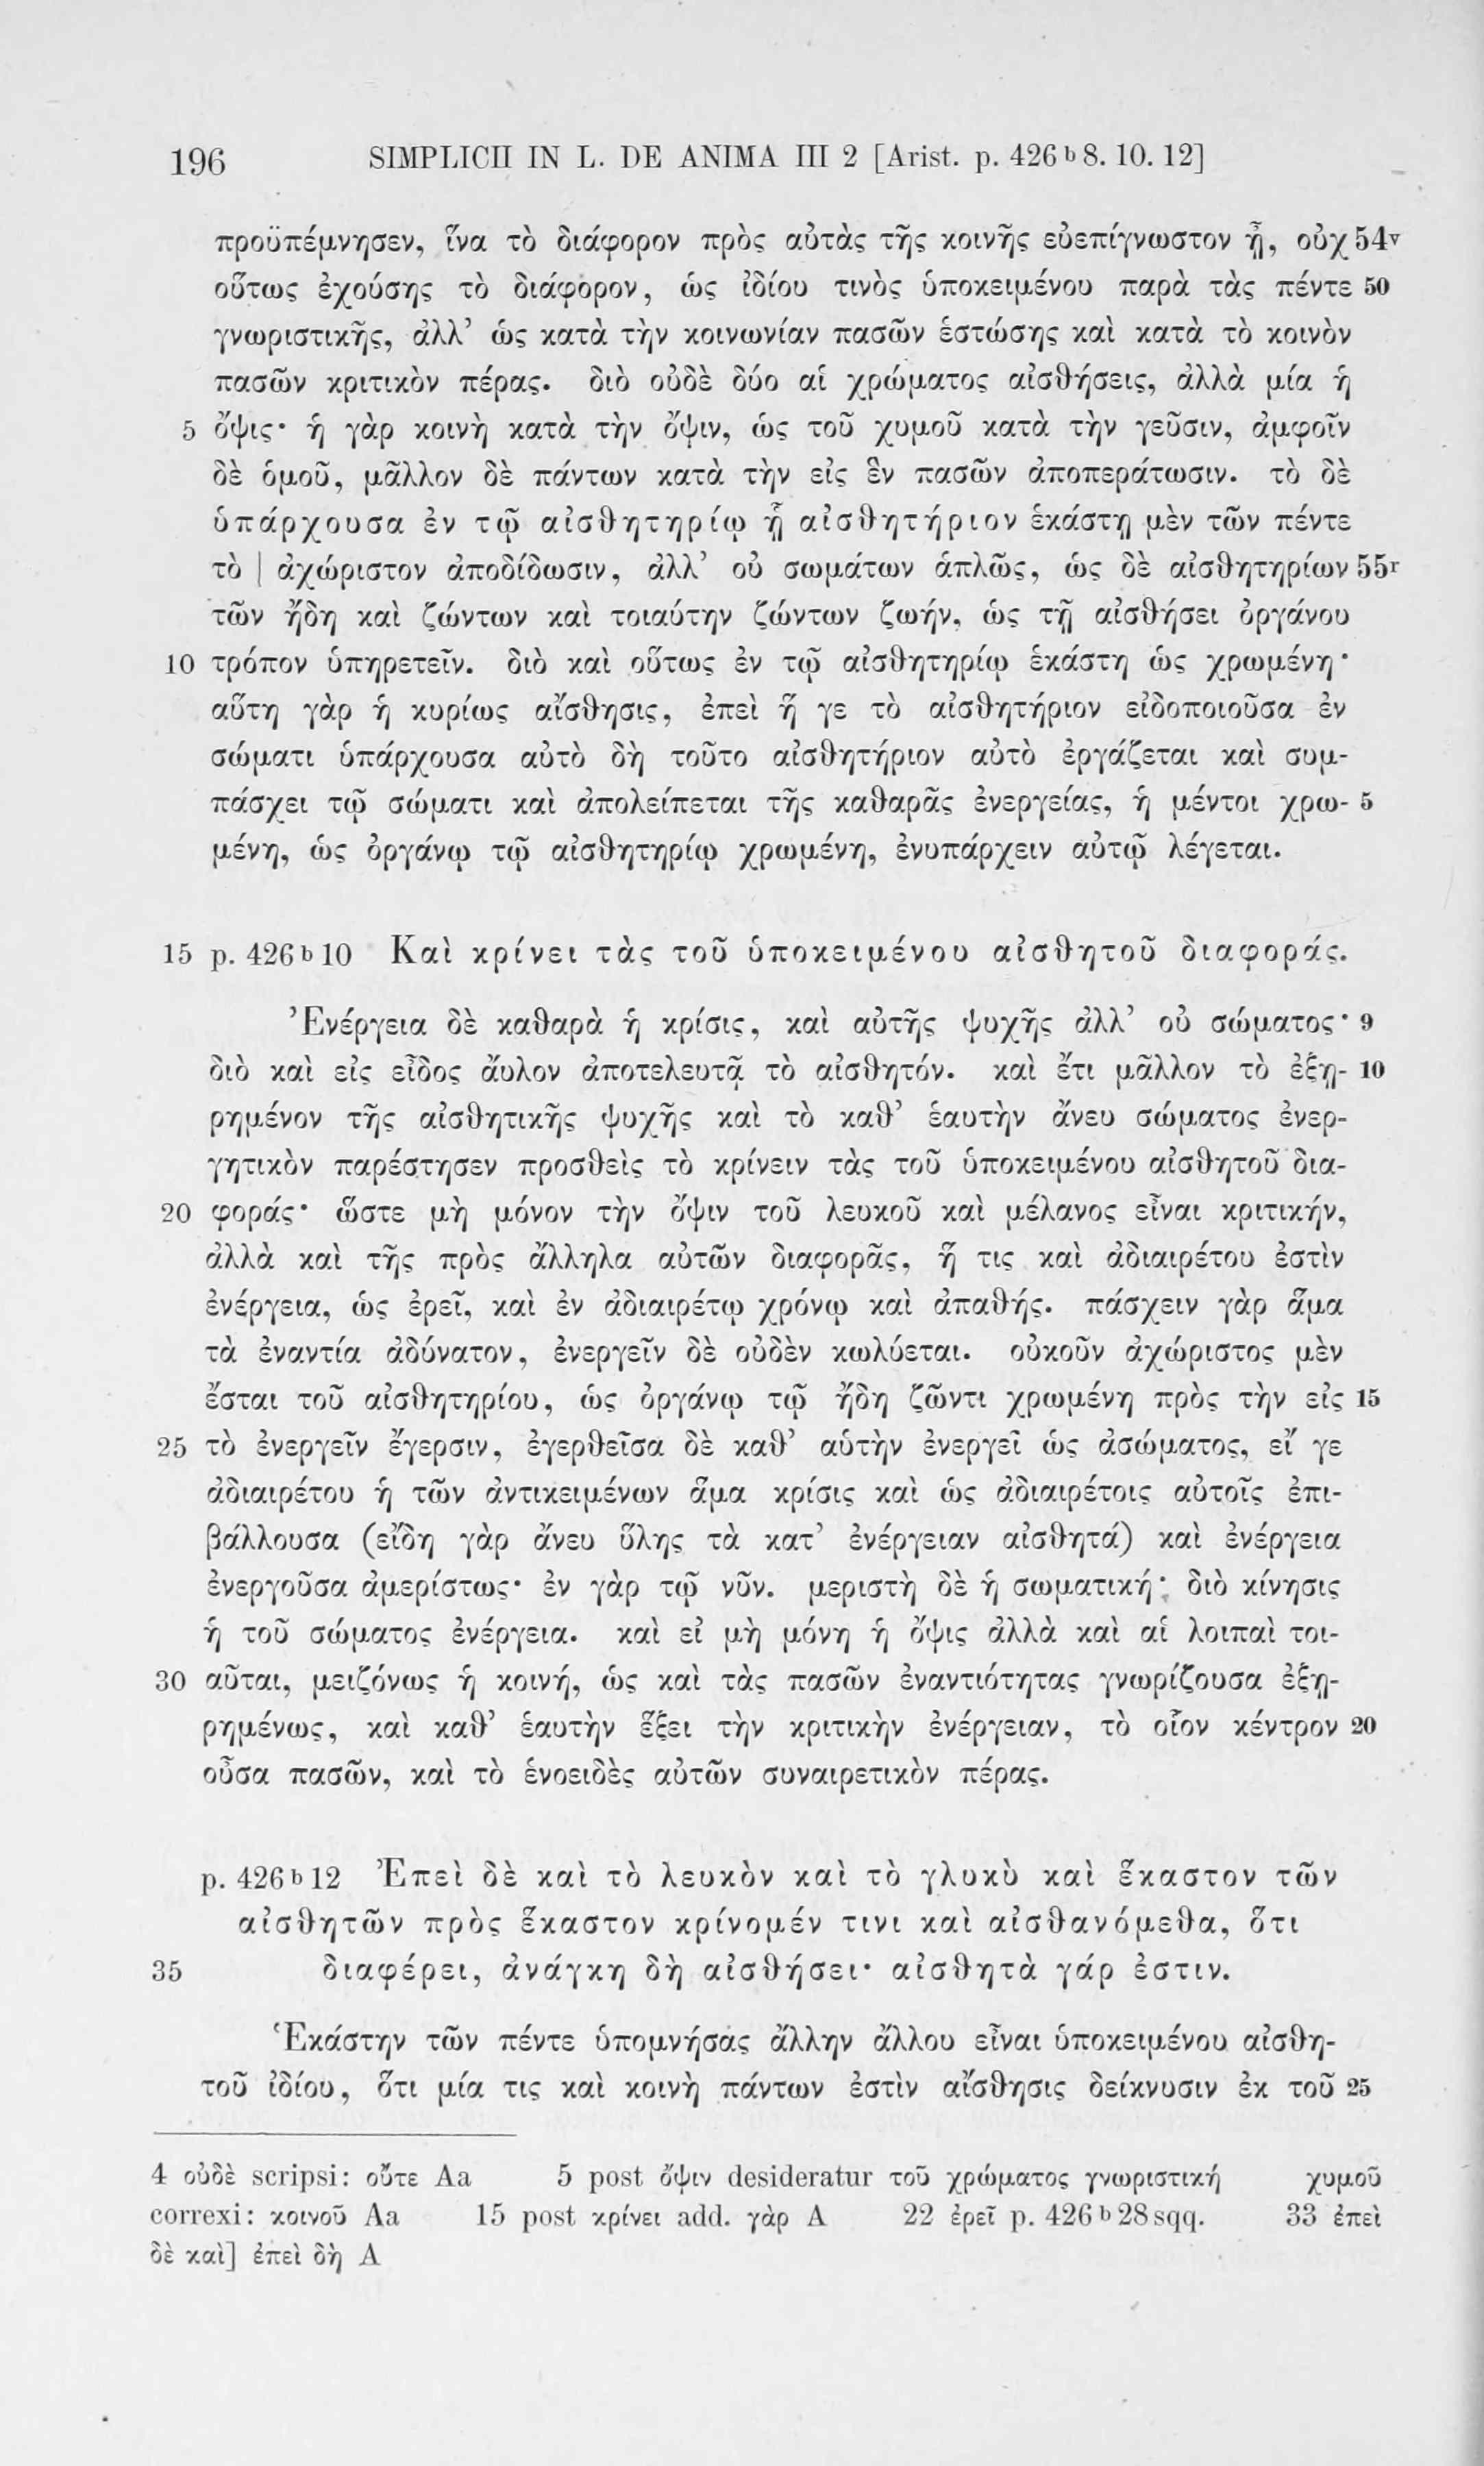 196 SIMPLICII IN L. DE ANIMA III 2 [Arist. p. 426 b 8. 10. 12]
προϋπέμνησεν, ἵνα τὸ διάφορον πρὸς αὐτὰς τῆς κοινῆς εὐεπίγνωστον ᾖ, οὐχ 54v
οὕτως ἐχούσης τὸ διάφορον, ὡς ἰδίου τινὸς ὑποκειμένου παρὰ τὰς πέντε 50
γνωριστικῆς, ἀλλ' ὡς κατὰ τὴν κοινωνίαν πασῶν ἑστώσης καὶ κατὰ τὸ κοινὸν
πασῶν κριτικὸν πέρας. διὸ οὐδὲ δύο αἱ χρώματος αἰσθήσεις, ἀλλὰ μία ἡ
5 ὄψις· ἡ γὰρ κοινὴ κατὰ τὴν ὄψιν, ὡς τοῦ χυμοῦ κατὰ τὴν γεῦσιν, ἀμφοῖν
δὲ ὁμοῦ, μᾶλλον δὲ πάντων κατὰ τὴν εἰς ἓν πασῶν ἀποπεράτωσιν. τὸ δὲ
ὑπάρχουσα ἐν τῷ αἰσθητηρίῳ ᾗ αἰσθητήριον ἑκάστῃ μὲν τῶν πέντε
τὸ | ἀχώριστον ἀποδίδωσιν, ἀλλ' οὐ σωμάτων ἁπλῶς, ὡς δὲ αἰσθητηρίων 55r
τῶν ἤδη καὶ ζώντων καὶ τοιαύτην ζώντων ζωήν, ὡς τῇ αἰσθήσει ὀργάνου
10 τρόπον ὑπηρετεῖν. διὸ καὶ οὕτως ἐν τῷ αἰσθητηρίῳ ἑκάστη ὡς χρωμένη·
αὕτη γὰρ ἡ κυρίως αἴσθησις, ἐπεὶ ἥ γε τὸ αἰσθητήριον εἰδοποιοῦσα ἐν
σώματι ὑπάρχουσα αὐτὸ δὴ τοῦτο αἰσθητήριον αὐτὸ ἐργάζεται καὶ συμ-
πάσχει τῷ σώματι καὶ ἀπολείπεται τῆς καθαρᾶς ἐνεργείας, ἡ μέντοι χρω- 5
μένη, ὡς ὀργάνῳ τῷ αἰσθητηρίῳ χρωμένη, ἐνυπάρχειν αὐτῷ λέγεται.
15 p. 426 b 10 Καὶ κρίνει τὰς τοῦ ὑποκειμένου αἰσθητοῦ διαφοράς.
Ἐνέργεια δὲ καθαρὰ ἡ κρίσις, καὶ αὐτῆς ψυχῆς ἀλλ' οὐ σώματος· 9
διὸ καὶ εἰς εἶδος ἄυλον ἀποτελευτᾷ τὸ αἰσθητόν. καὶ ἔτι μᾶλλον τὸ ἐξῃ- 10
ρημένον τῆς αἰσθητικῆς ψυχῆς καὶ τὸ καθ' ἑαυτὴν ἄνευ σώματος ἐνερ-
γητικὸν παρέστησεν προσθεὶς τὸ κρίνειν τὰς τοῦ ὑποκειμένου αἰσθητοῦ δια-
20 φοράς· ὥστε μὴ μόνον τὴν ὄψιν τοῦ λευκοῦ καὶ μέλανος εἶναι κριτικήν,
ἀλλὰ καὶ τῆς πρὸς ἄλληλα αὐτῶν διαφορᾶς, ἥ τις καὶ ἀδιαιρέτου ἐστὶν
ἐνέργεια, ὡς ἐρεῖ, καὶ ἐν ἀδιαιρέτῳ χρόνῳ καὶ ἀπαθής. πάσχειν γὰρ ἅμα
τὰ ἐναντία ἀδύνατον, ἐνεργεῖν δὲ οὐδὲν κωλύεται. οὐκοῦν ἀχώριστος μὲν
ἔσται τοῦ αἰσθητηρίου, ὡς ὀργάνῳ τῷ ἤδη ζῶντι χρωμένη πρὸς τὴν εἰς 15
25 τὸ ἐνεργεῖν ἔγερσιν, ἐγερθεῖσα δὲ καθ' αὑτὴν ἐνεργεῖ ὡς ἀσώματος, εἴ γε
ἀδιαιρέτου ἡ τῶν ἀντικειμένων ἅμα κρίσις καὶ ὡς ἀδιαιρέτοις αὐτοῖς ἐπι-
βάλλουσα (εἴδη γὰρ ἄνευ ὕλης τὰ κατ' ἐνέργειαν αἰσθητά) καὶ ἐνέργεια
ἐνεργοῦσα ἀμερίστως· ἐν γὰρ τῷ νῦν. μεριστὴ δὲ ἡ σωματική· διὸ κίνησις
ἡ τοῦ σώματος ἐνέργεια. καὶ εἰ μὴ μόνη ἡ ὄψις ἀλλὰ καὶ αἱ λοιπαὶ τοι-
30 αῦται, μειζόνως ἡ κοινή, ὡς καὶ τὰς πασῶν ἐναντιότητας γνωρίζουσα ἐξῃ-
ρημένως, καὶ καθ' ἑαυτὴν ἕξει τὴν κριτικὴν ἐνέργειαν, τὸ οἷον κέντρον 20
οὖσα πασῶν, καὶ τὸ ἑνοειδὲς αὐτῶν συναιρετικὸν πέρας.
p. 426 b 12 Ἐπεὶ δὲ καὶ τὸ λευκὸν καὶ τὸ γλυκὺ καὶ ἕκαστον τῶν
αἰσθητῶν πρὸς ἕκαστον κρίνομέν τινι καὶ αἰσθανόμεθα, ὅτι
35 διαφέρει, ἀνάγκη δὴ αἰσθήσει· αἰσθητὰ γάρ ἐστιν.
Ἑκάστην τῶν πέντε ὑπομνήσας ἄλλην ἄλλου εἶναι ὑποκειμένου αἰσθη-
τοῦ ἰδίου, ὅτι μία τις καὶ κοινὴ πάντων ἐστὶν αἴσθησις δείκνυσιν ἐκ τοῦ 25
4 οὐδὲ scripsi: οὔτε Aa 5 post ὄψιν desideratur τοῦ χρώματος γνωριστική χυμοῦ
correxi: κοινοῦ Aa 15 post κρίνει add. γὰρ A 22 ἐρεῖ p. 426 b 28 sqq. 33 ἐπεὶ
δὲ καὶ] ἐπεὶ δὴ A